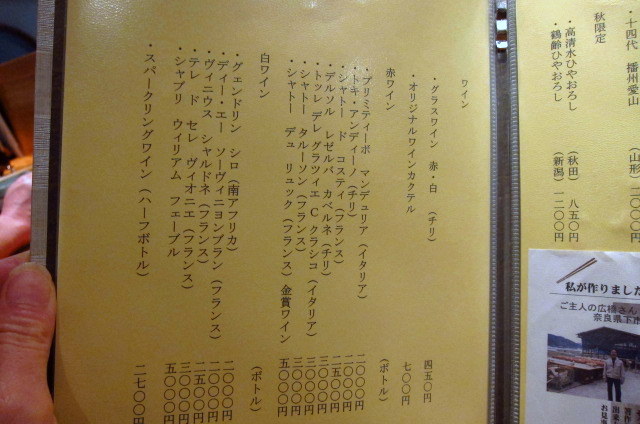 ・十四代 播州愛山 (山形) 二〇〇〇円
秋限定
・高清水ひやおろし (秋田) 八五〇円
・鶴齢ひやおろし (新潟) 一二〇〇円
私が作りました
ご主人の広橋さん
奈良県下市
ワイン
・グラスワイン 赤・白 (チリ) 四五〇円
・オリジナルワインカクテル 七〇〇円
赤ワイン (ボトル)
・プリミティーボ マンデュリア (イタリア) 二〇〇〇円
・トキ・アンディーノ (チリ) 二〇〇〇円
・シャトー ド コスティ (フランス) 二五〇〇円
・デルソル レゼルバ カベルネ (チリ) 三〇〇〇円
・トッレ デレ グラツィエ C クラシコ (イタリア) 三〇〇〇円
・シャトー タルーソン (フランス) 三〇〇〇円
・シャトー デュ リュック (フランス) 金賞ワイン 五〇〇〇円
白ワイン (ボトル)
・グェンドリン シロ (南アフリカ) 二〇〇〇円
・ディー・エー ソーヴィニヨンブラン (フランス) 二〇〇〇円
・ヴィニウス シャルドネ (フランス) 二五〇〇円
・テレ ド セレ ヴィオニエ (フランス) 三〇〇〇円
・シャブリ ウィリアム フェーブル 五〇〇〇円
・スパークリングワイン (ハーフボトル) 二七〇〇円